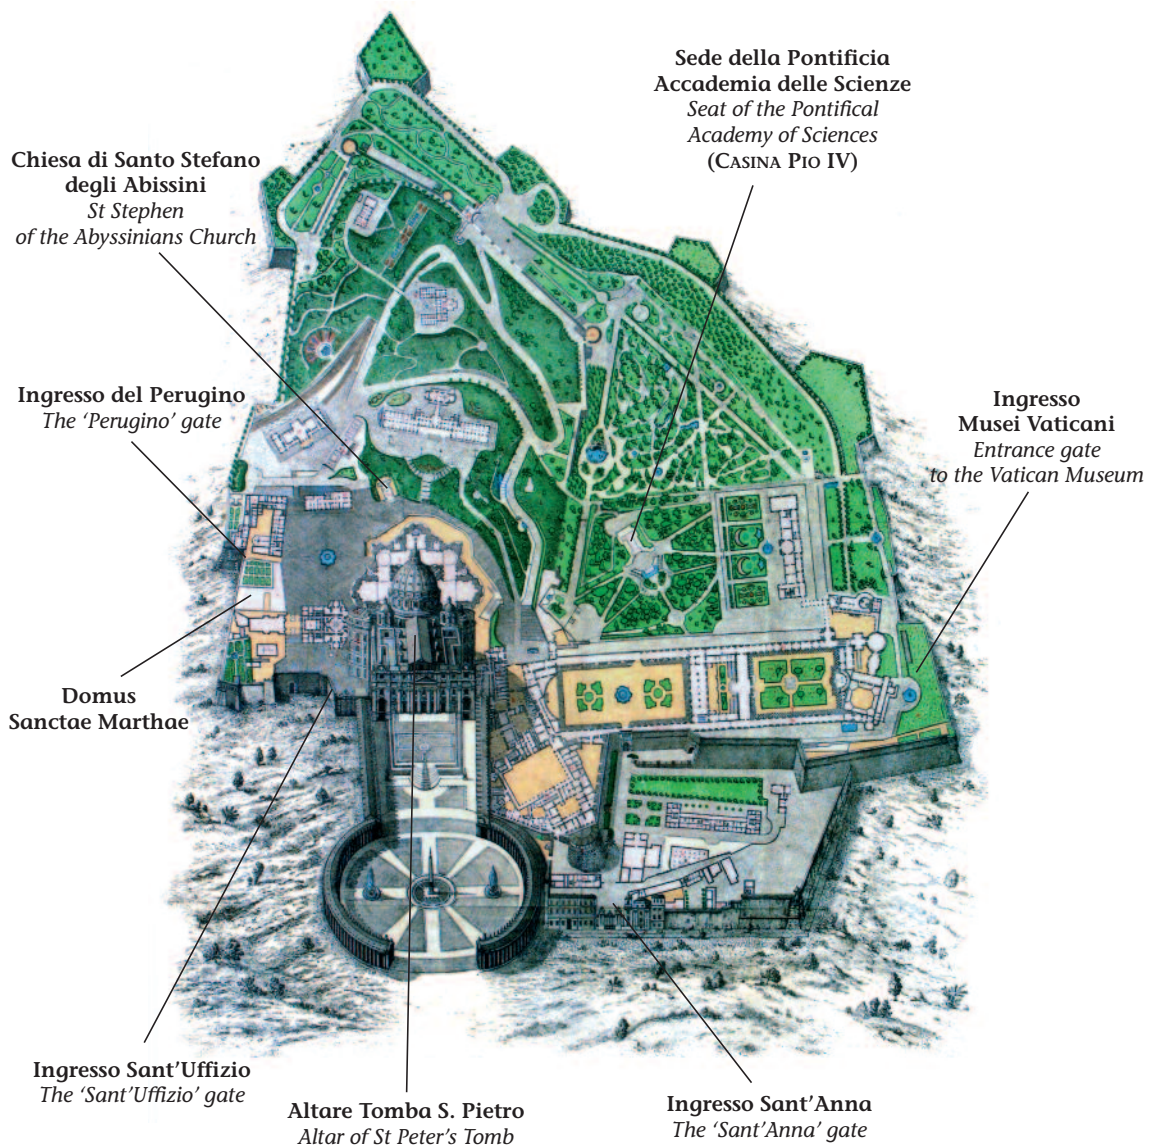 Sede della Pontificia
Accademia delle Scienze
Seat of the Pontifical
Academy of Sciences
(CASINA PIO IV)
Chiesa di Santo Stefano
degli Abissini
St Stephen
of the Abyssinians Church
Ingresso del Perugino
The ‘Perugino’ gate
Ingresso
Musei Vaticani
Entrance gate
to the Vatican Museum
Domus
Sanctae Marthae
Ingresso Sant’Uffizio
The ‘Sant’Uffizio’ gate
Altare Tomba S. Pietro
Altar of St Peter’s Tomb
Ingresso Sant’Anna
The ‘Sant’Anna’ gate